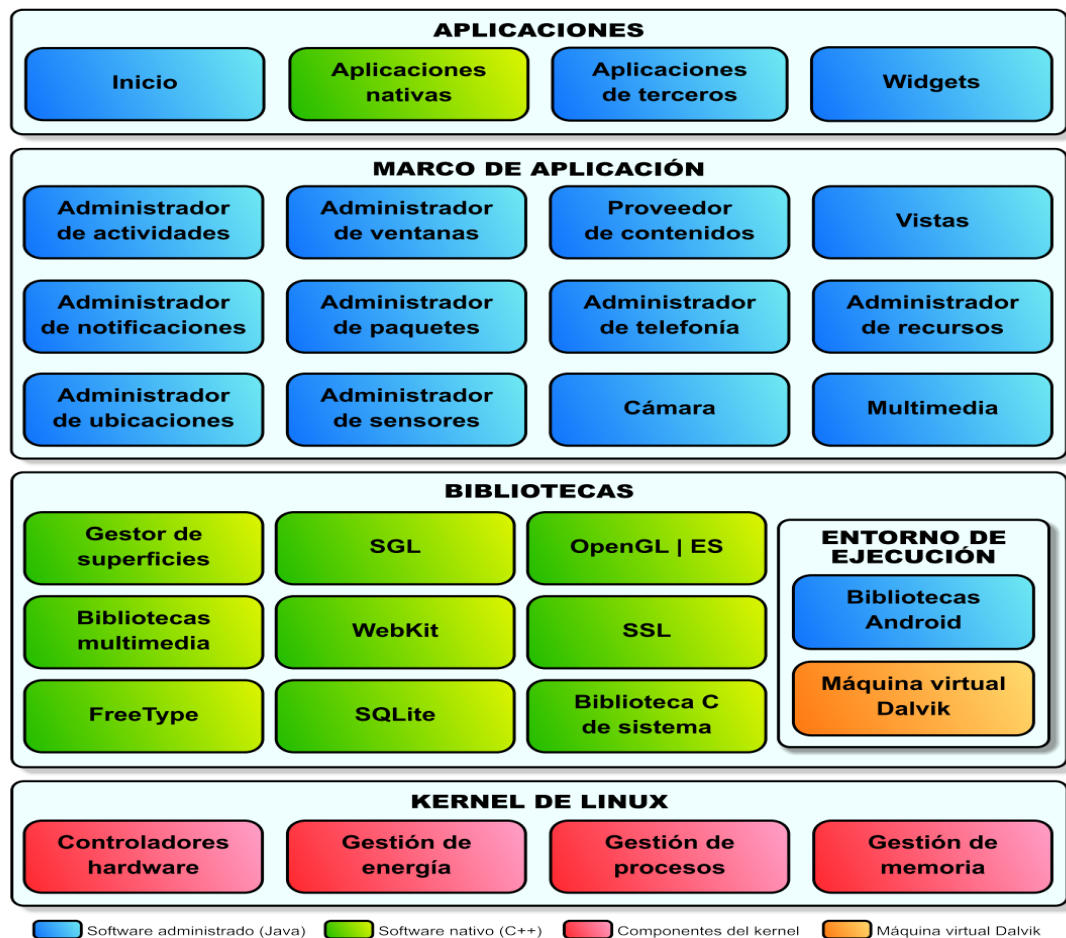 APLICACIONES
Inicio
Aplicaciones
nativas
Aplicaciones
de terceros
Widgets
MARCO DE APLICACIÓN
Administrador
de actividades
Administrador
de ventanas
Proveedor
de contenidos
Vistas
Administrador
de notificaciones
Administrador
de paquetes
Administrador
de telefonía
Administrador
de recursos
Administrador
de ubicaciones
Administrador
de sensores
Cámara
Multimedia
BIBLIOTECAS
Gestor de
superficies
SGL
OpenGL | ES
Bibliotecas
multimedia
WebKit
SSL
FreeType
SQLite
Biblioteca C
de sistema
ENTORNO DE
EJECUCIÓN
Bibliotecas
Android
Máquina virtual
Dalvik
KERNEL DE LINUX
Controladores
hardware
Gestión de
energía
Gestión de
procesos
Gestión de
memoria
Software administrado (Java)
Software nativo (C++)
Componentes del kernel
Máquina virtual Dalvik